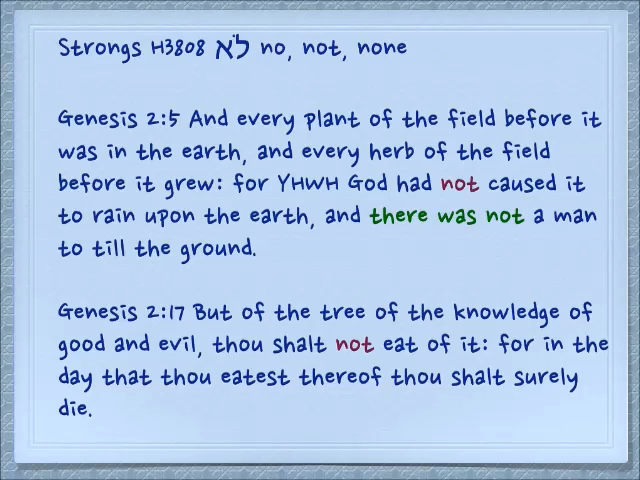 Strongs H3808 לֹא no, not, none
Genesis 2:5 And every plant of the field before it
was in the earth, and every herb of the field
before it grew: for YHWH God had not caused it
to rain upon the earth, and there was not a man
to till the ground.
Genesis 2:17 But of the tree of the knowledge of
good and evil, thou shalt not eat of it: for in the
day that thou eatest thereof thou shalt surely
die.